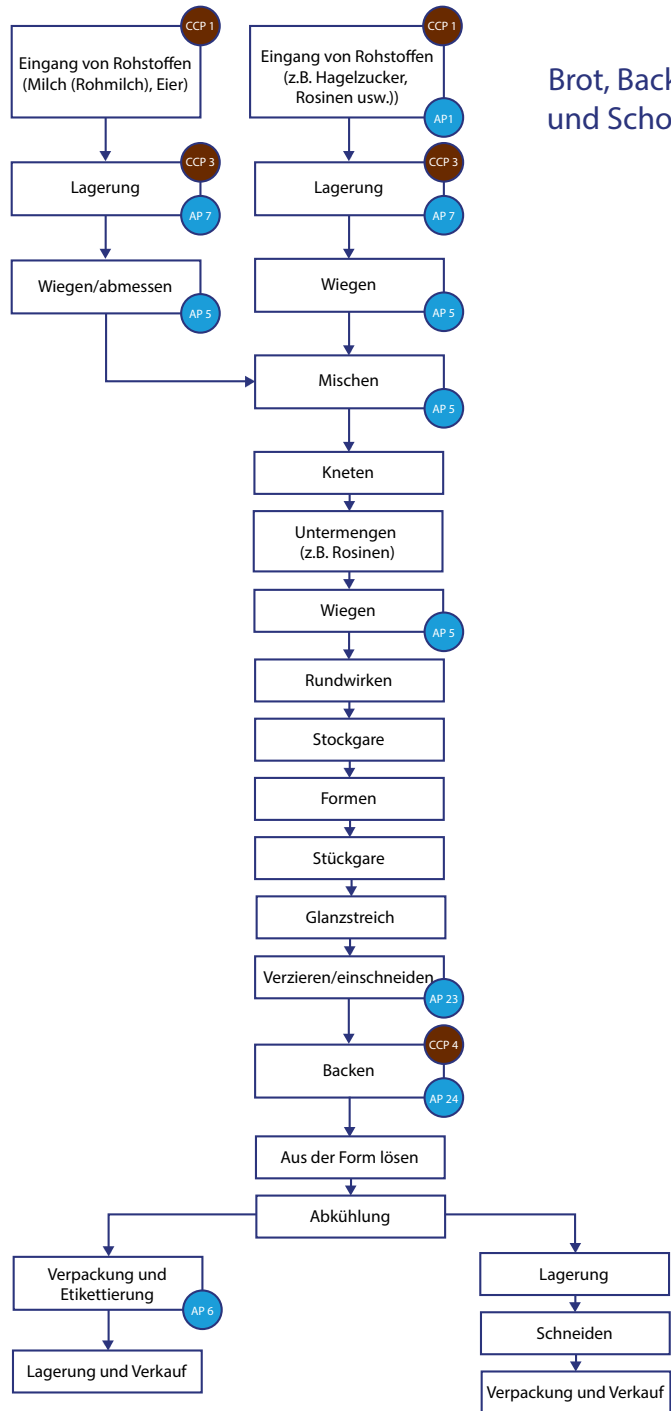 CCP 1
Eingang von Rohstoffen
(Milch (Rohmilch), Eier)
CCP 1
Eingang von Rohstoffen
(z.B. Hagelzucker,
Rosinen usw.))
AP1
Brot, Back
und Scho
CCP 3
Lagerung
AP 7
CCP 3
Lagerung
AP 7
Wiegen/abmessen
AP 5
Wiegen
AP 5
Mischen
AP 5
Kneten
Untermengen
(z.B. Rosinen)
Wiegen
AP 5
Rundwirken
Stockgare
Formen
Stückgare
Glanzstreich
Verzieren/einschneiden
AP 23
CCP 4
Backen
AP 24
Aus der Form lösen
Abkühlung
Verpackung und
Etikettierung
AP 6
Lagerung und Verkauf
Lagerung
Schneiden
Verpackung und Verkauf